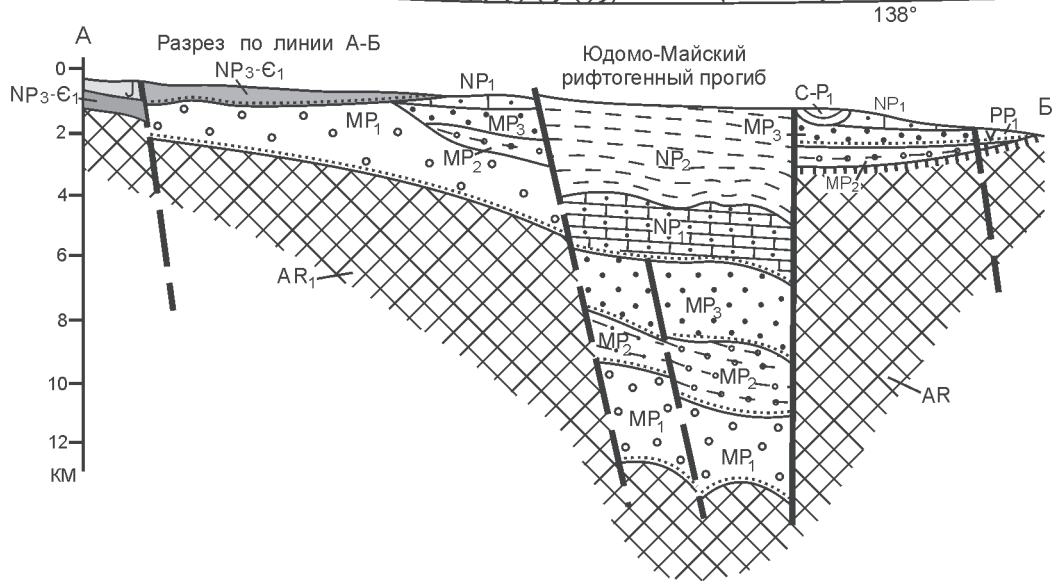 138°
А
Разрез по линии А-Б
Юдомо-Майский
рифтогенный прогиб
Б
0
J
NP3-Є1
NP3-Є1
NP1
C-P1
NP1
PP1
MP1
MP3
MP3
2
MP2
NP2
MP2
4
NP1
6
AR1
MP3
8
MP2
MP2
10
AR
MP1
MP1
12
КМ